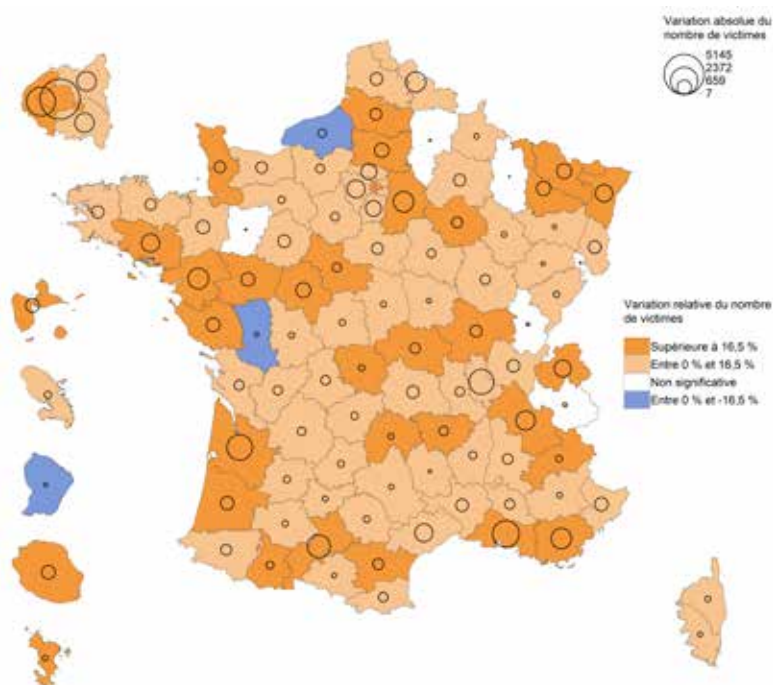 Variation absolue du
nombre de victimes
5145
2372
659
7
Variation relative du nombre
de victimes
Supérieure à 16,5 %
Entre 0 % et 16,5 %
Non significative
Entre 0 % et -16,5 %